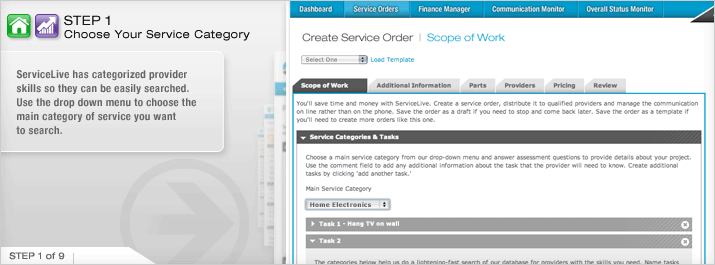 STEP 1
Choose Your Service Category
ServiceLive has categorized provider
skills so they can be easily searched.
Use the drop down menu to choose the
main category of service you want
to search.
STEP 1 of 9
Dashboard Service Orders Finance Manager Communication Monitor Overall Status Monitor
Create Service Order | Scope of Work
Select One Load Template
Scope of Work Additional Information Parts Providers Pricing Review
You'll save time and money with ServiceLive. Create a service order, distribute it to qualified providers and manage the communication
on line rather than on the phone. Save the order as a draft if you need to stop and come back later. Save the order as a template if
you'll need to create more orders like this one.
Service Categories & Tasks
Choose a main service category from our drop-down menu and answer assessment questions to provide details about your project.
Use the comment field to add any additional information about the task that the provider will need to know. Create additional
tasks by clicking 'add another task.'
Main Service Category
Home Electronics
Task 1 - Hang TV on wall
Task 2
The categories below help us do a lightening-fast search of our database for providers with the skills you need. Name tasks